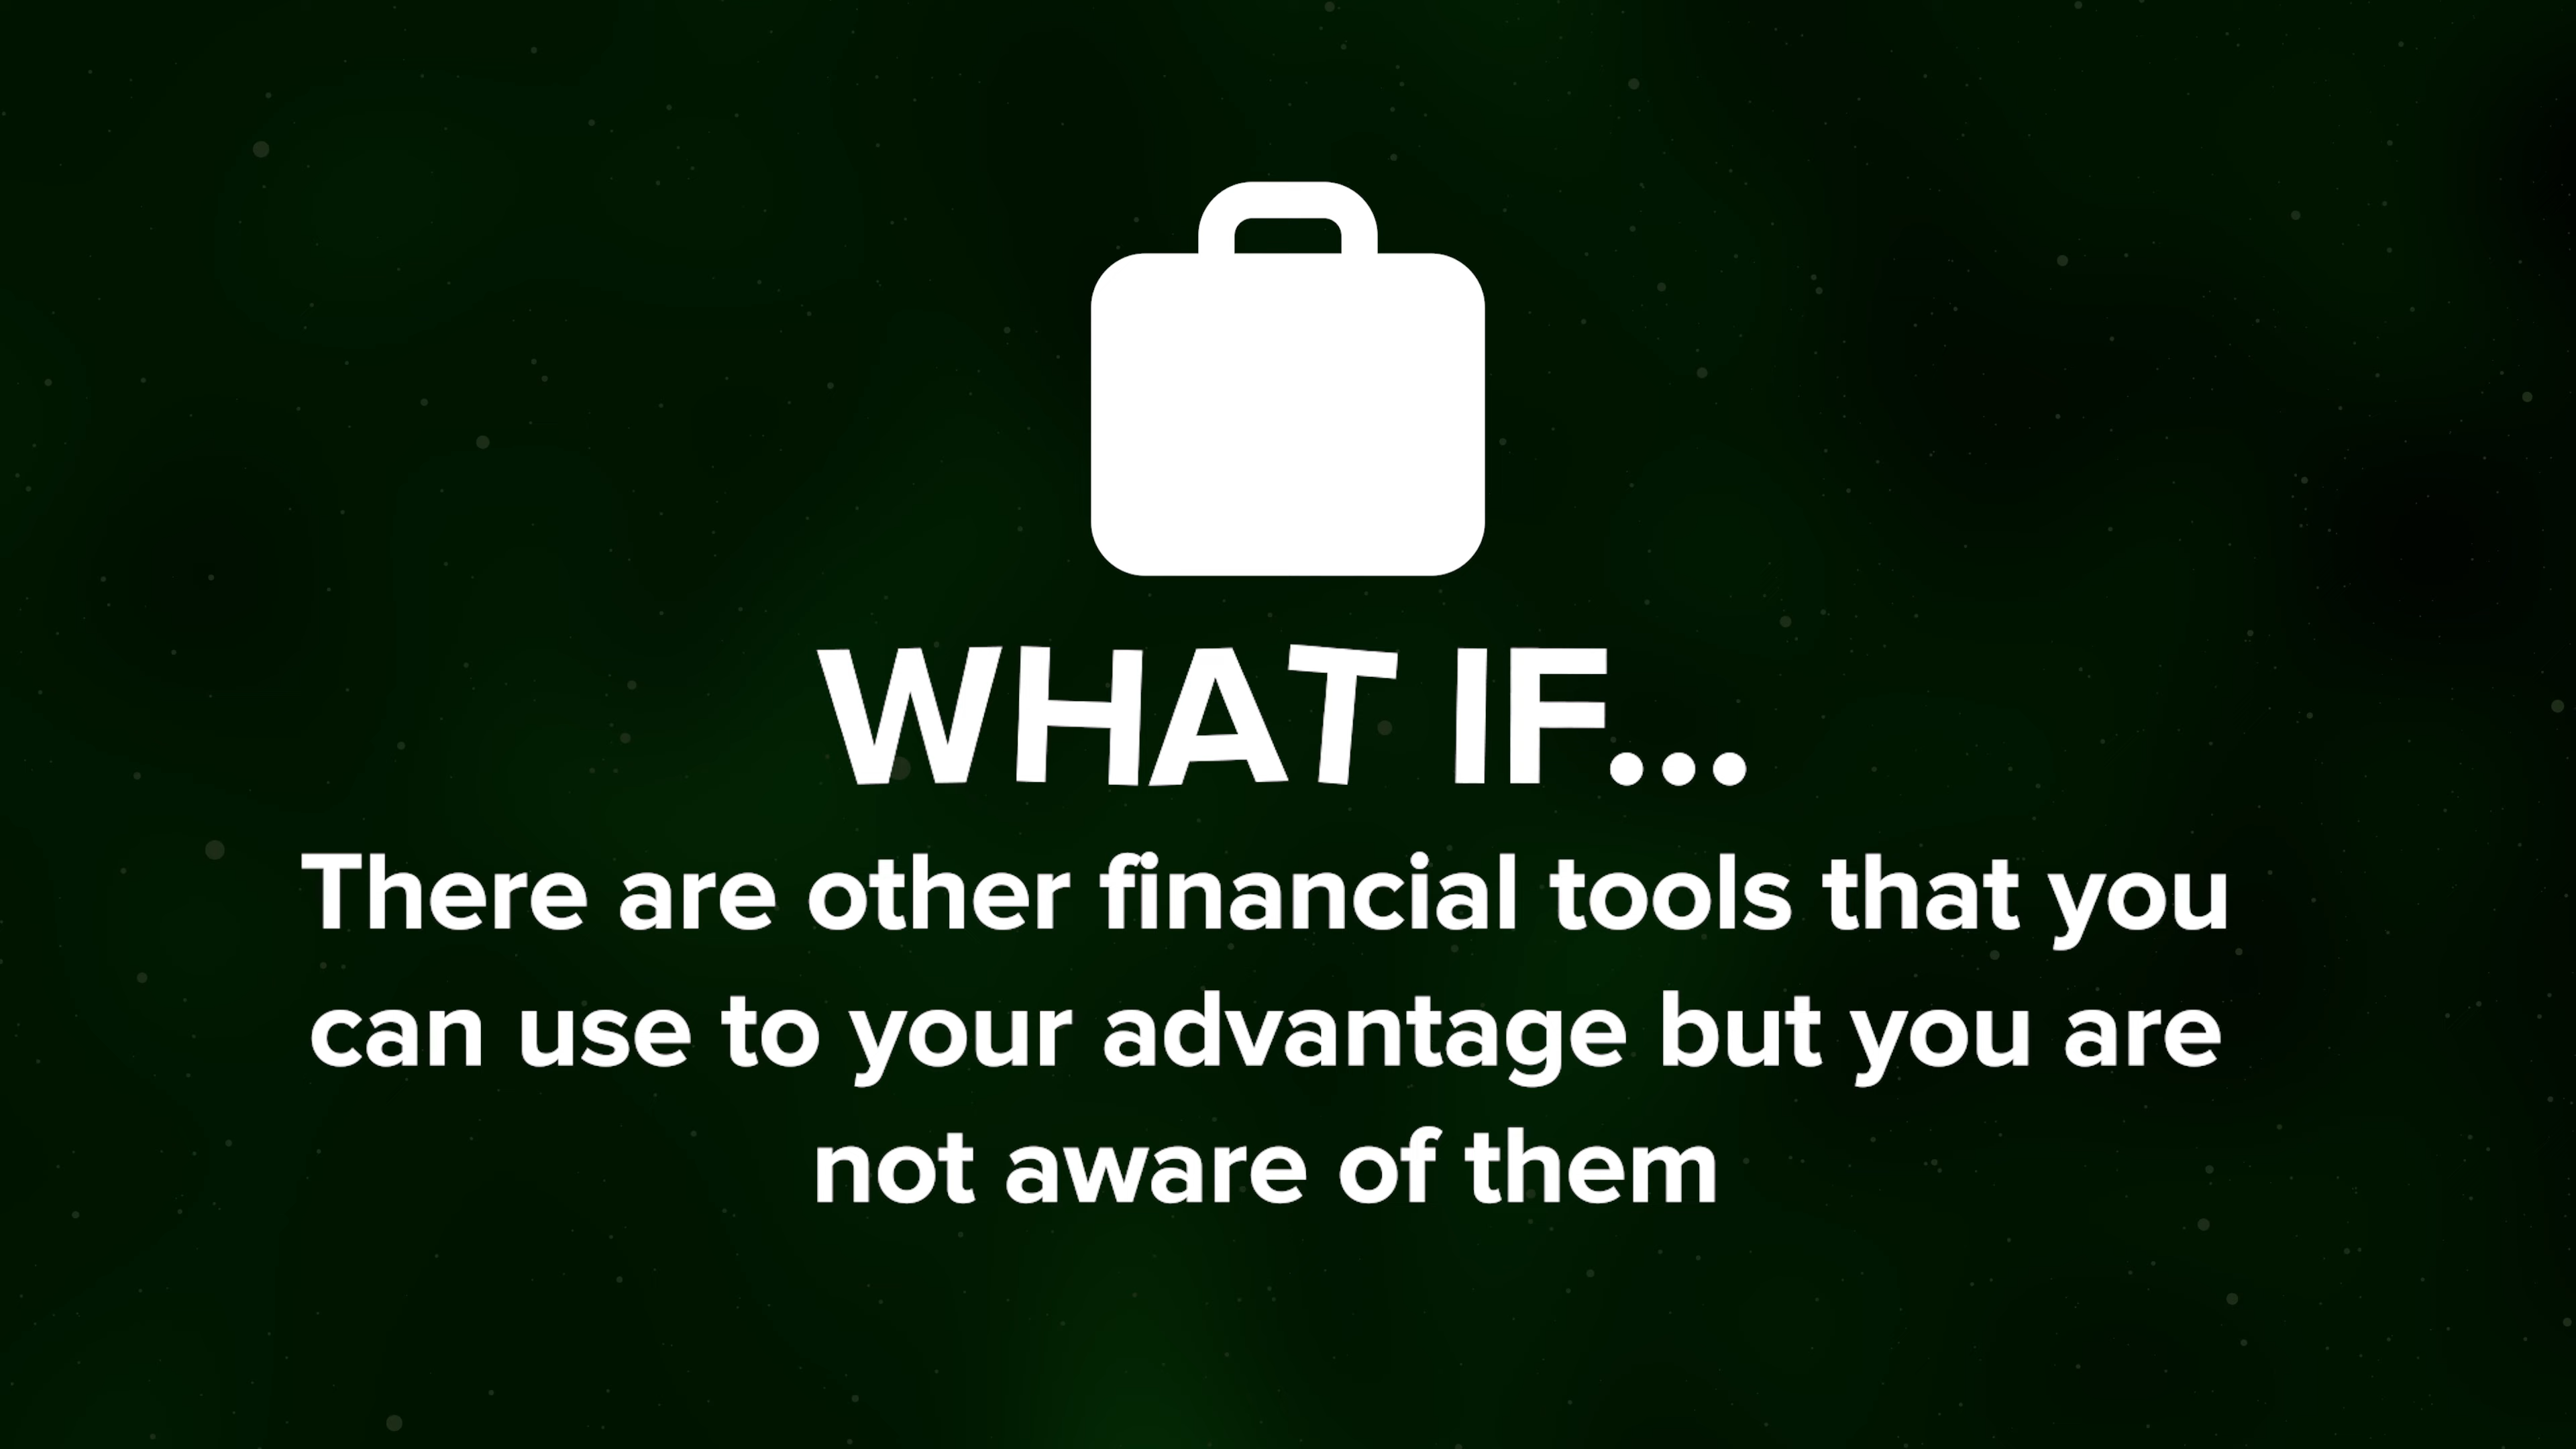 WHAT IF...
There are other financial tools that you
can use to your advantage but you are
not aware of them